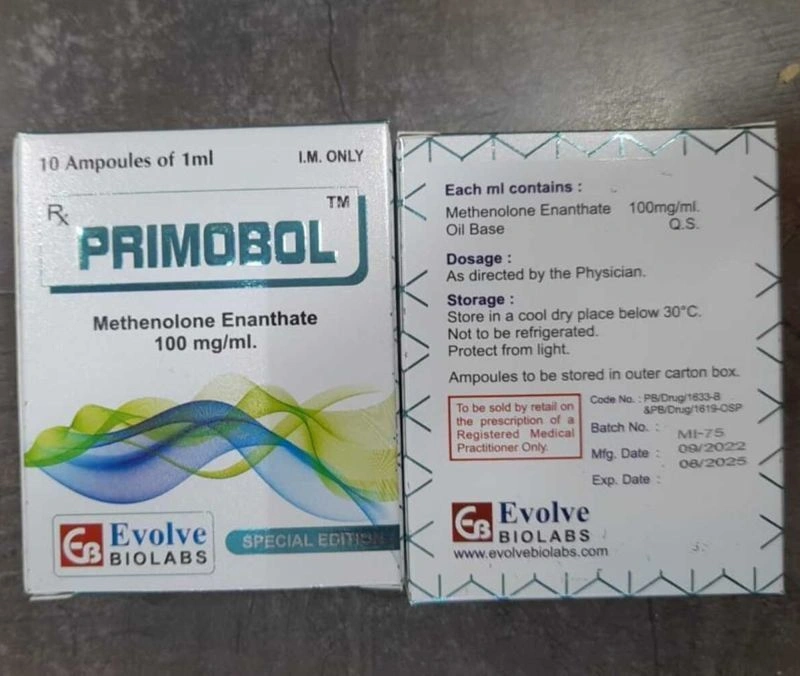 10 Ampoules of 1ml
I.M. ONLY
Rx
PRIMOBOL™
Methenolone Enanthate
100 mg/ml.
EB Evolve
BIOLABS
SPECIAL EDITION
Each ml contains :
Methenolone Enanthate 100mg/ml.
Oil Base Q.S.
Dosage :
As directed by the Physician.
Storage :
Store in a cool dry place below 30°C.
Not to be refrigerated.
Protect from light.
Ampoules to be stored in outer carton box.
To be sold by retail on
the prescription of a
Registered Medical
Practitioner Only.
Code No. : PB/Drug/1633-B
&PB/Drug/1619-OSP
Batch No. : MI-75
Mfg. Date : 09/2022
08/2025
Exp. Date :
EB Evolve
BIOLABS
www.evolvebiolabs.com